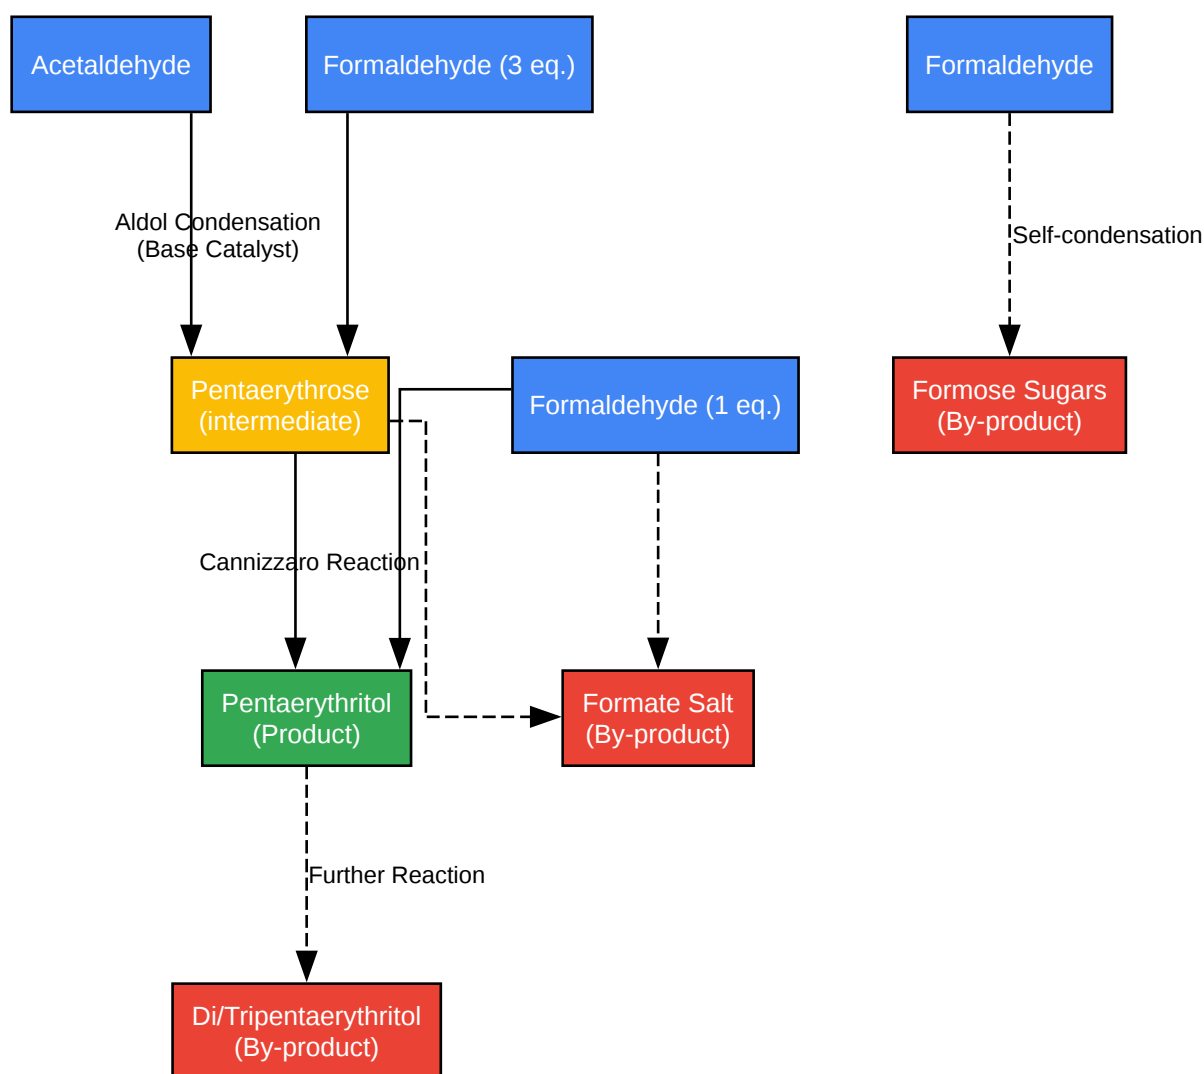 Acetaldehyde
Formaldehyde (3 eq.)
Formaldehyde
Aldol Condensation
(Base Catalyst)
Self-condensation
Pentaerythrose
(intermediate)
Formaldehyde (1 eq.)
Formose Sugars
(By-product)
Cannizzaro Reaction
Pentaerythritol
(Product)
Formate Salt
(By-product)
Further Reaction
Di/Tripentaerythritol
(By-product)